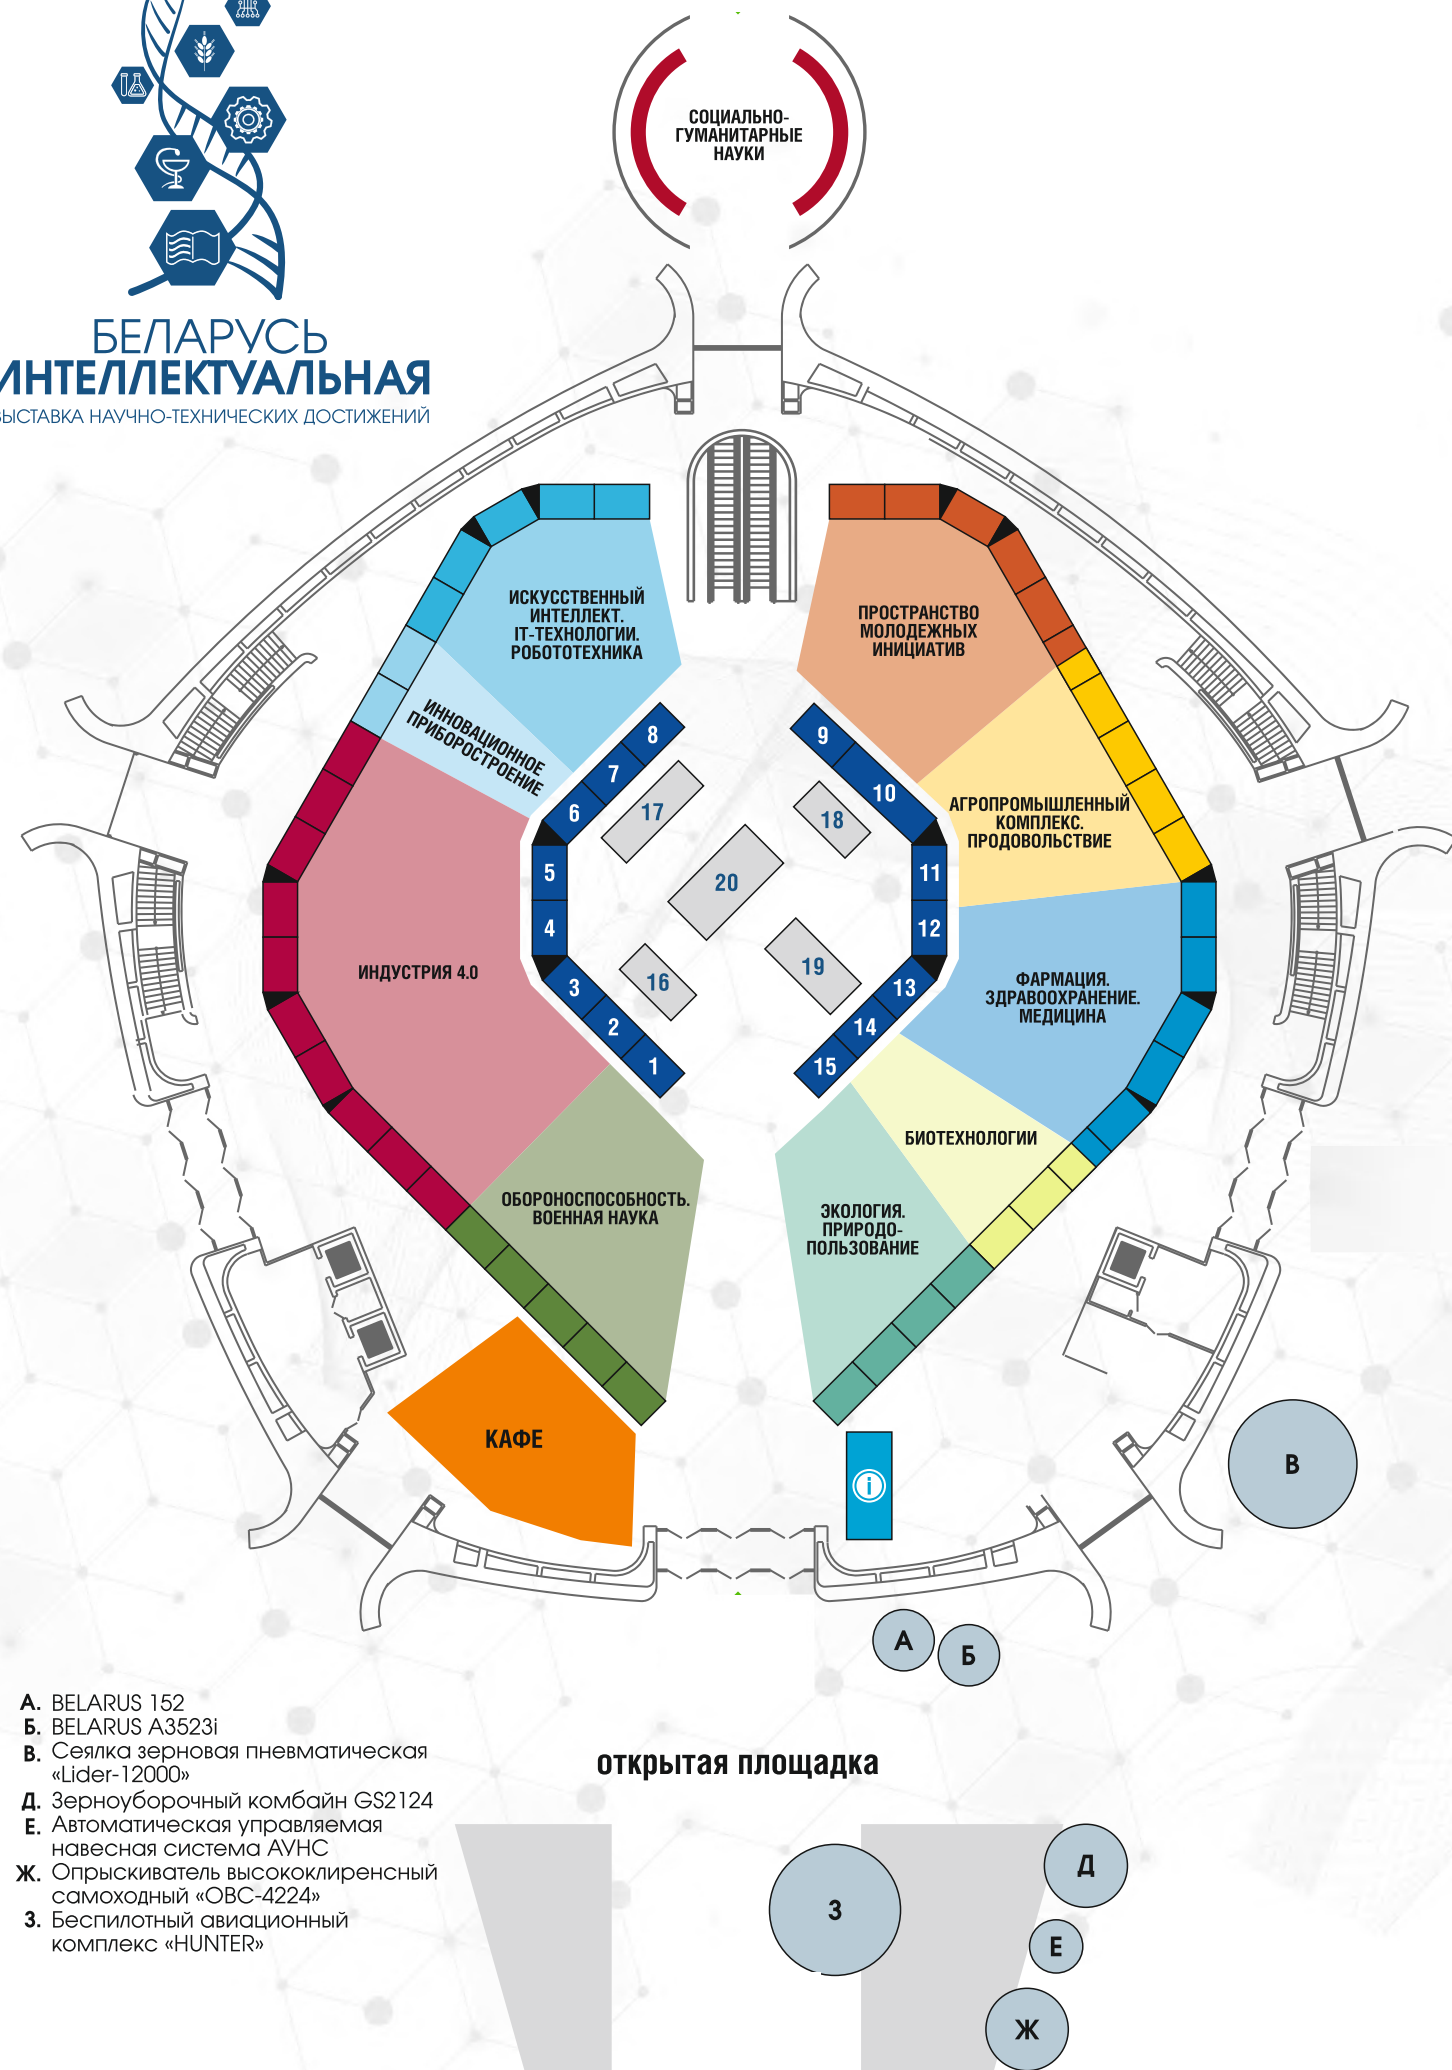 СОЦИАЛЬНО-
ГУМАНИТАРНЫЕ
НАУКИ
БЕЛАРУСЬ
ИНТЕЛЛЕКТУАЛЬНАЯ
ВЫСТАВКА НАУЧНО-ТЕХНИЧЕСКИХ ДОСТИЖЕНИЙ
ИСКУССТВЕННЫЙ
ИНТЕЛЛЕКТ.
IT-ТЕХНОЛОГИИ.
РОБОТОТЕХНИКА
ПРОСТРАНСТВО
МОЛОДЕЖНЫХ
ИНИЦИАТИВ
ИННОВАЦИОННОЕ
ПРИБОРОСТРОЕНИЕ
8
7
6
5
4
3
2
1
9
10
11
12
13
14
15
17
18
20
16
19
АГРОПРОМЫШЛЕННЫЙ
КОМПЛЕКС.
ПРОДОВОЛЬСТВИЕ
ИНДУСТРИЯ 4.0
ФАРМАЦИЯ.
ЗДРАВООХРАНЕНИЕ.
МЕДИЦИНА
БИОТЕХНОЛОГИИ
ОБОРОНОСПОСОБНОСТЬ.
ВОЕННАЯ НАУКА
ЭКОЛОГИЯ.
ПРИРОДО-
ПОЛЬЗОВАНИЕ
КАФЕ
i
В
А
Б
А. BELARUS 152
Б. BELARUS A3523i
В. Сеялка зерновая пневматическая
«Lider-12000»
Д. Зерноуборочный комбайн GS2124
Е. Автоматическая управляемая
навесная система АУНС
Ж. Опрыскиватель высококлиренсный
самоходный «ОВС-4224»
З. Беспилотный авиационный
комплекс «HUNTER»
открытая площадка
З
Д
Е
Ж